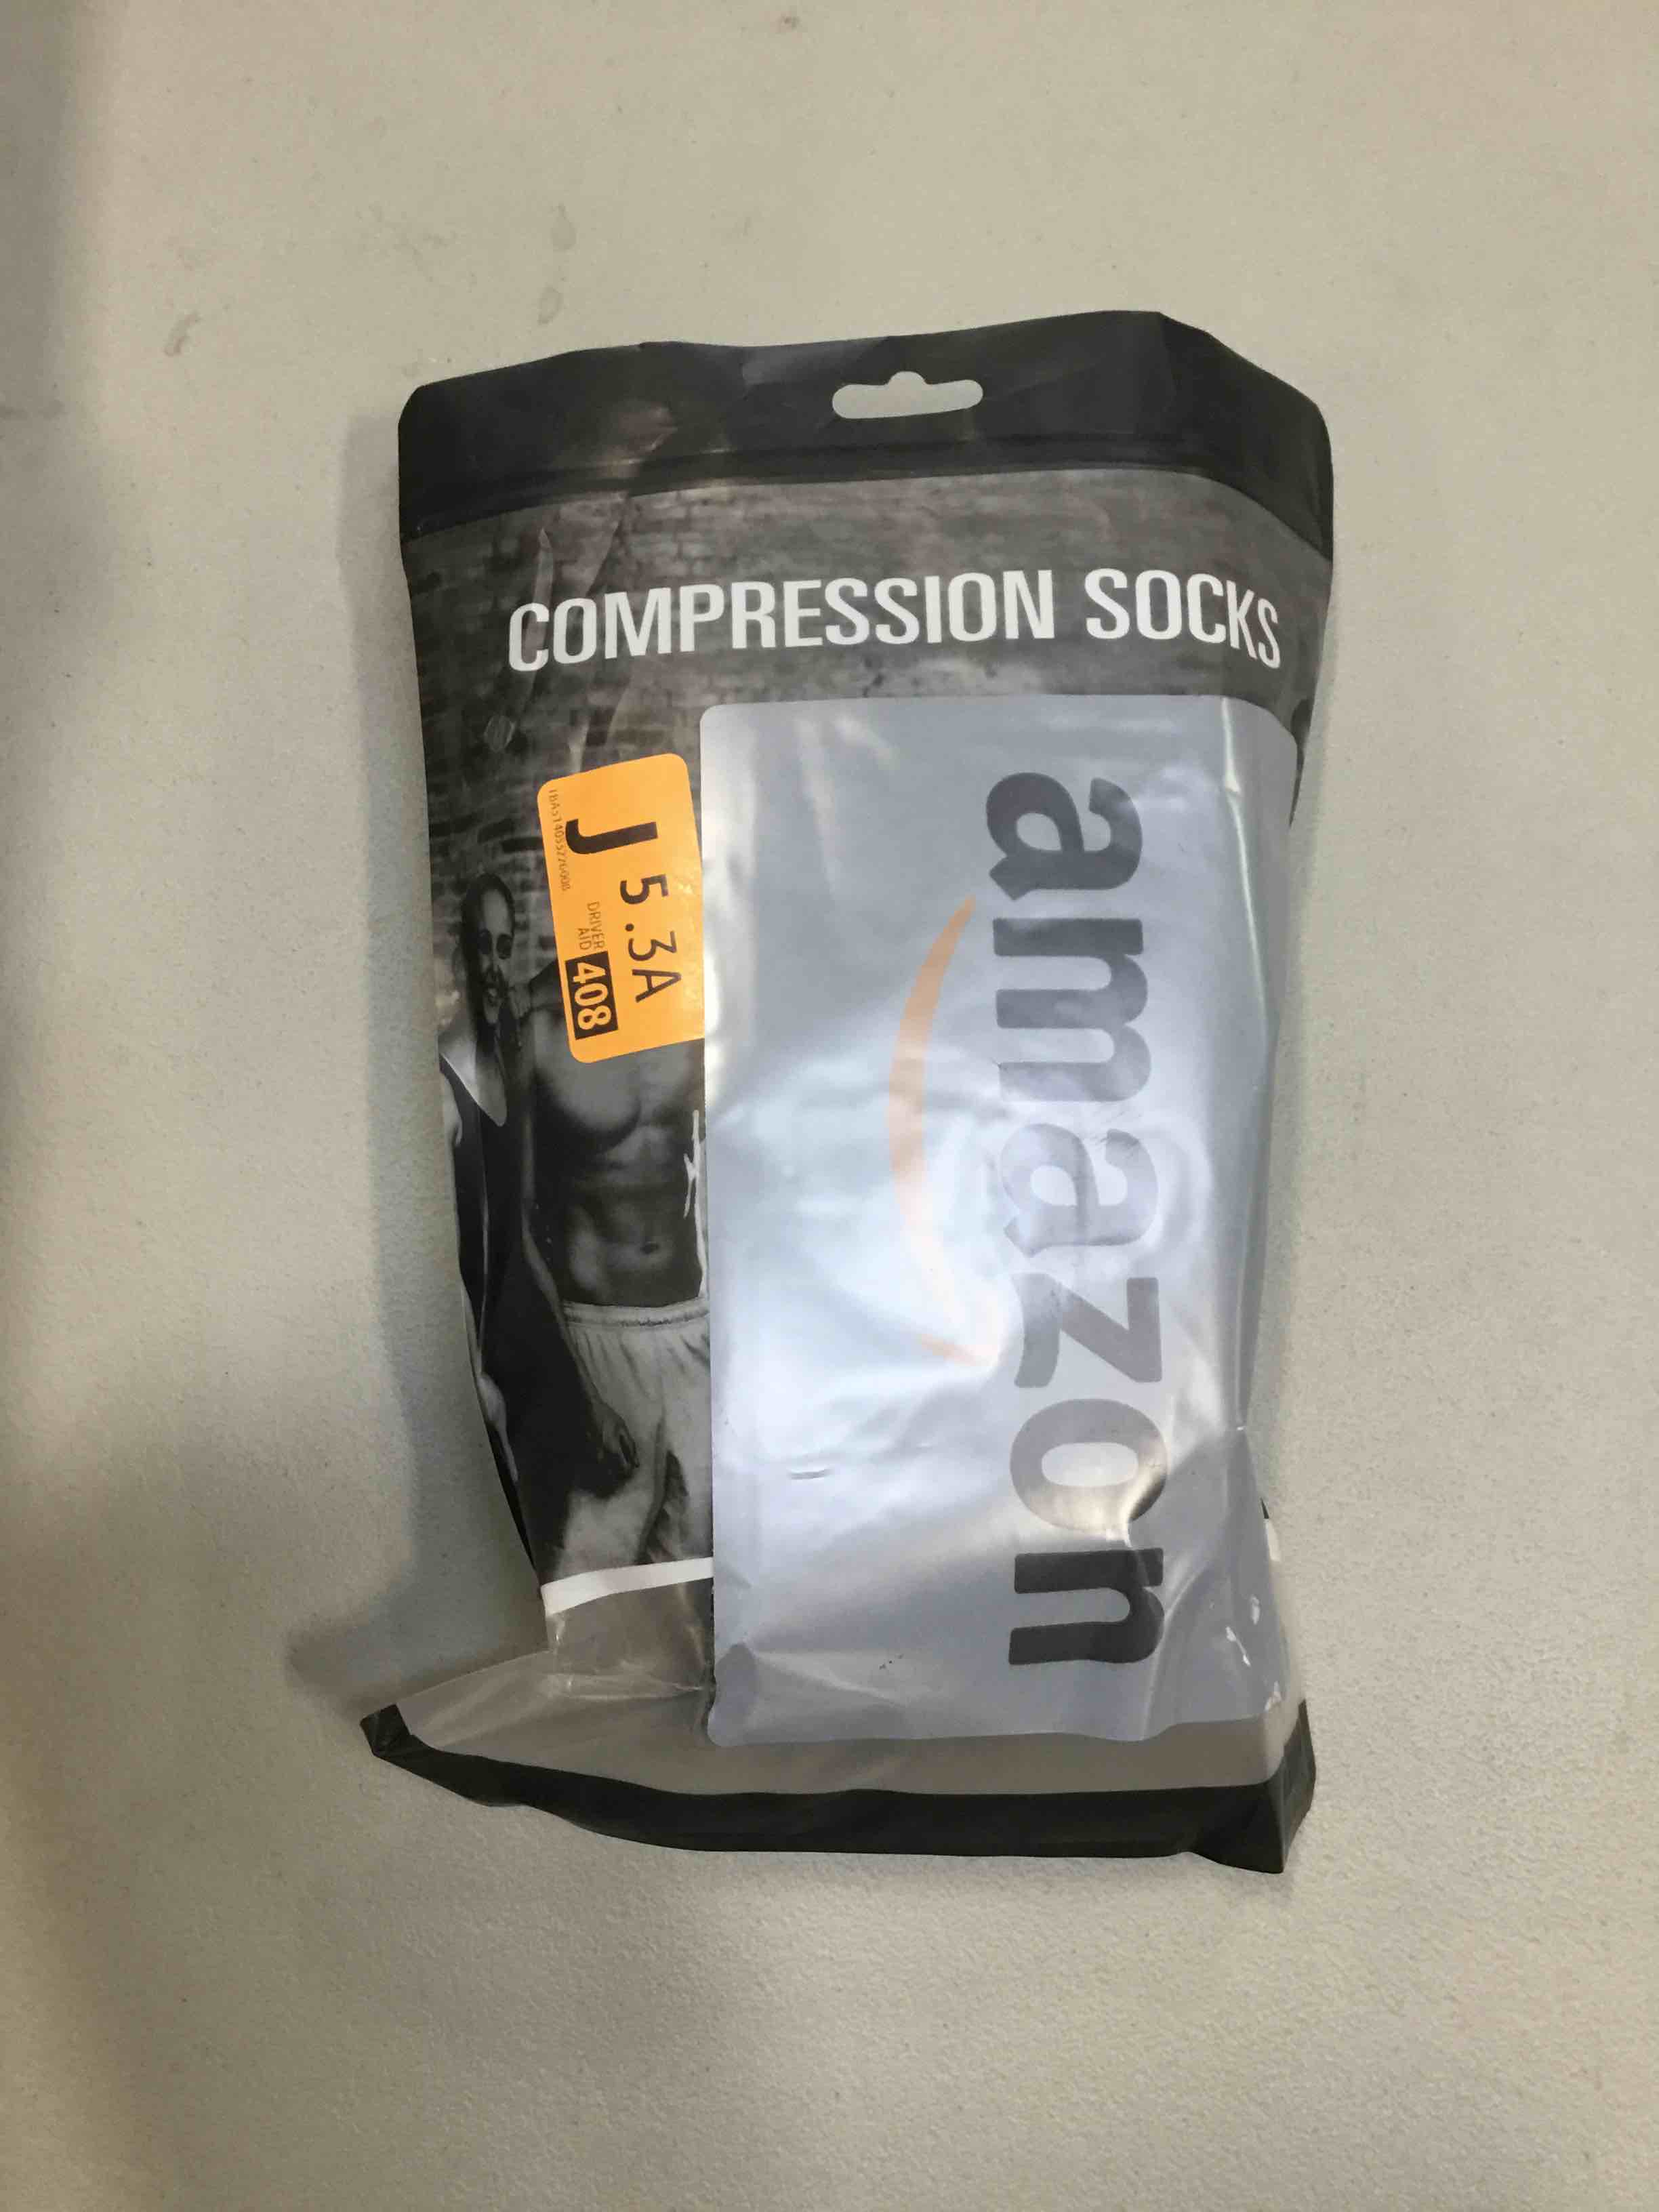 COMPRESSION SOCKS
amazon
J 5.3A
DRIVER
AID 408